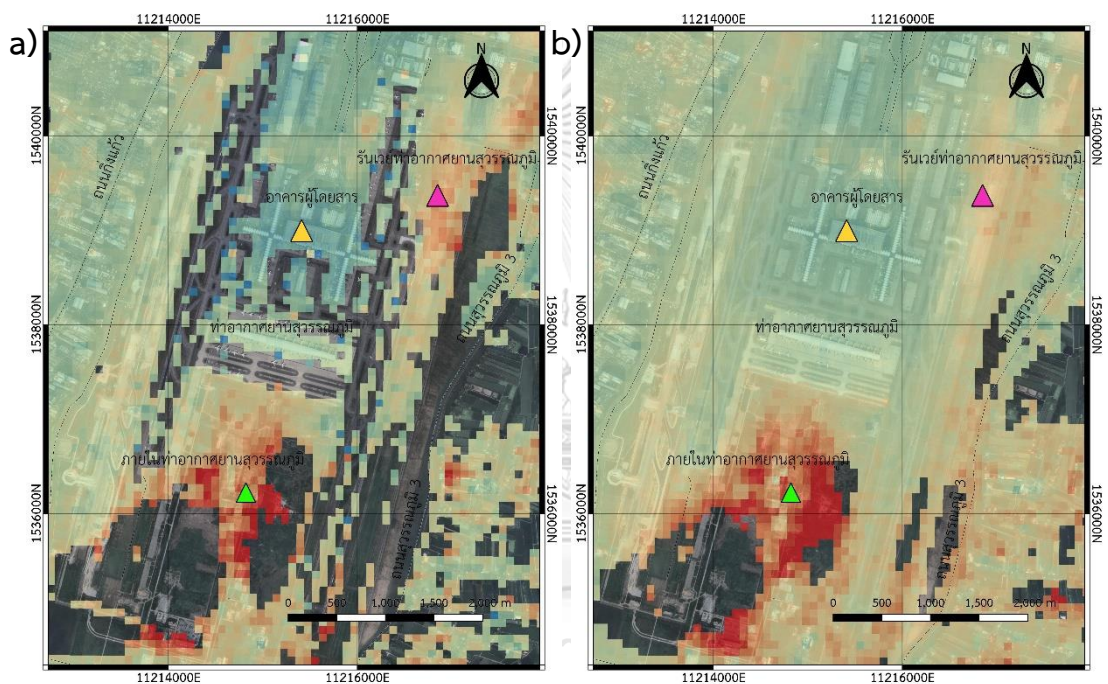 a)
11214000E
11216000E
N
1540000N
ถนนกิ่งแก้ว
รันเวย์ท่าอากาศยานสุวรรณภูมิ
อาคารผู้โดยสาร
1538000N
ถนนสุวรรณภูมิ 3
ท่าอากาศยานสุวรรณภูมิ
ภายในท่าอากาศยานสุวรรณภูมิ
1536000N
ถนนสุวรรณภูมิ 3
0 500 1,000 1,500 2,000 m
11214000E
11216000E
b)
11214000E
11216000E
N
1540000N
ถนนกิ่งแก้ว
รันเวย์ท่าอากาศยานสุวรรณภูมิ
อาคารผู้โดยสาร
1538000N
ถนนสุวรรณภูมิ 3
ท่าอากาศยานสุวรรณภูมิ
ภายในท่าอากาศยานสุวรรณภูมิ
1536000N
ถนนสุวรรณภูมิ 3
0 500 1,000 1,500 2,000 m
11214000E
11216000E